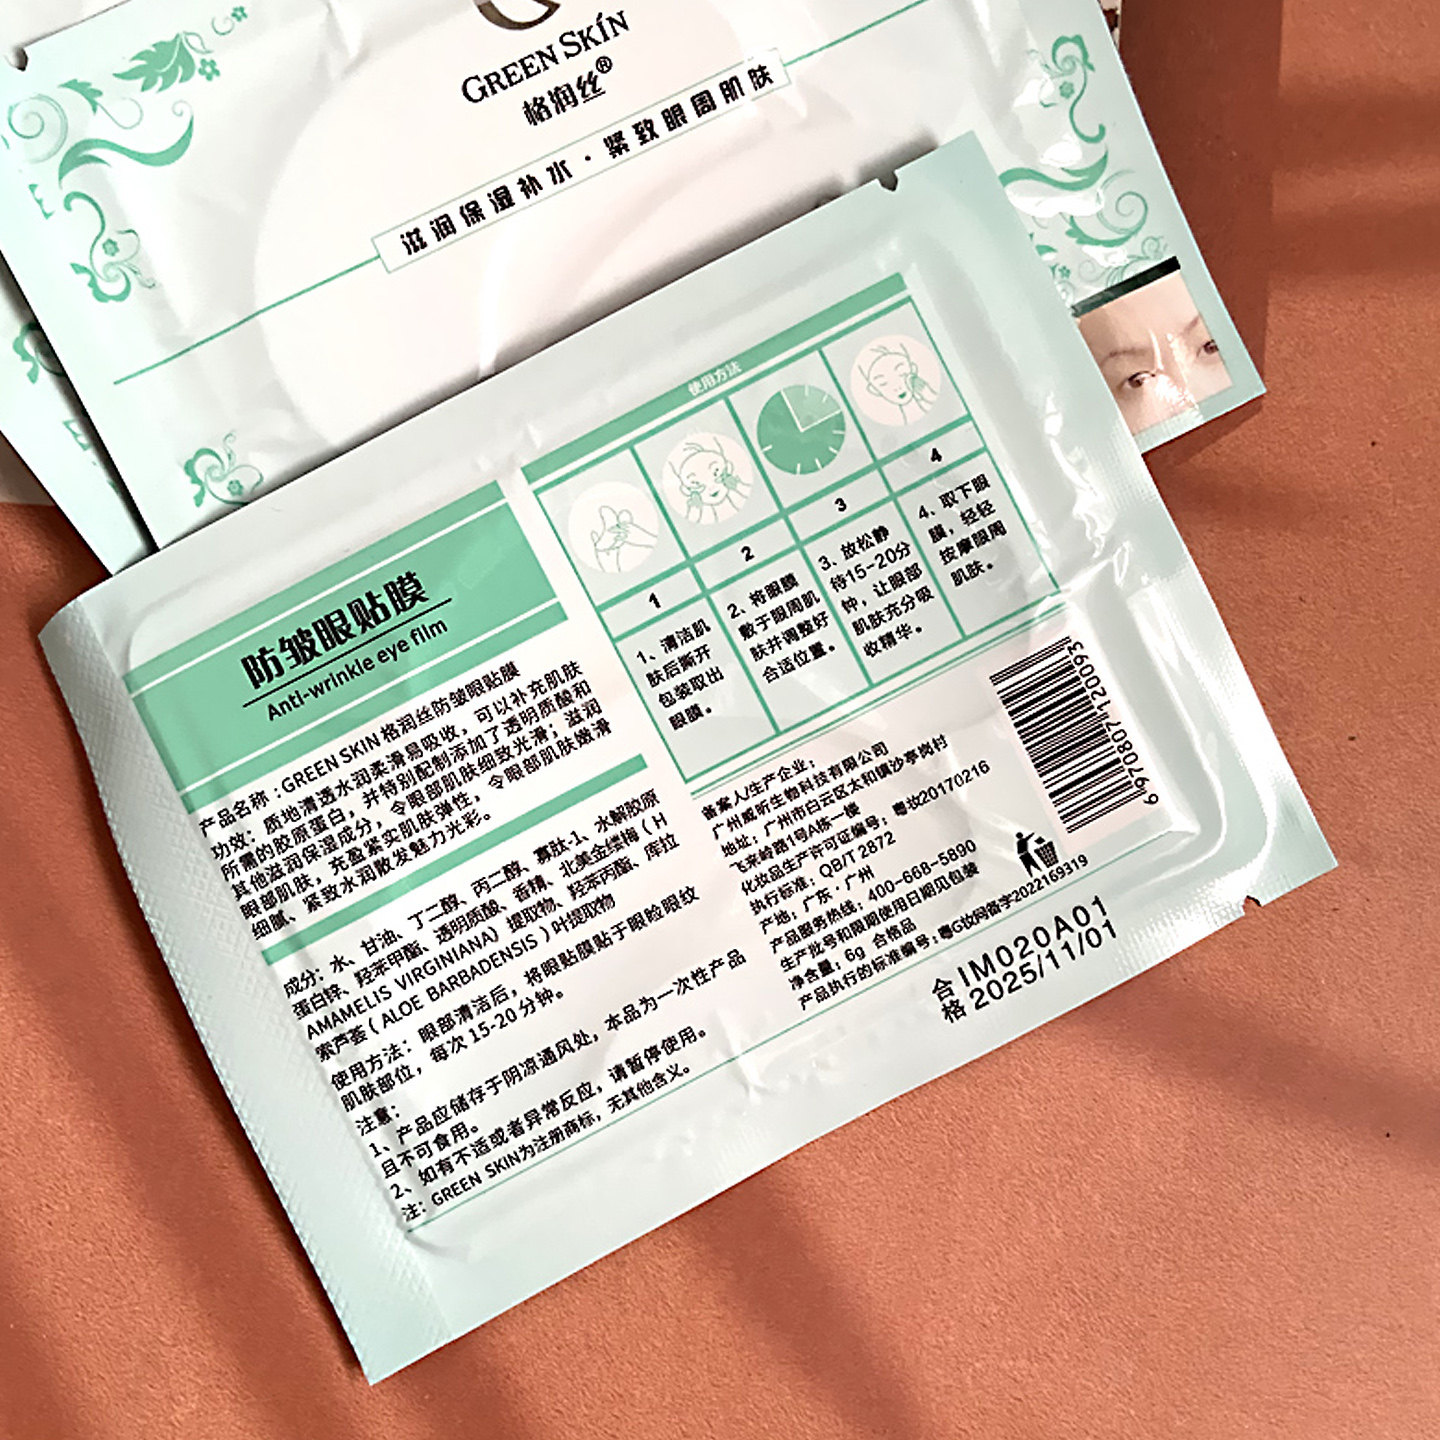 GREEN SKIN
格润丝®
滋润保湿补水·紧致眼周肌肤
使用方法
1
2
3
4
1、清洁肌
肤后撕开
包装取出
眼膜。
2、将眼膜
敷于眼周肌
肤并调整好
合适位置。
3、放松静
待15-20分
钟，让眼部
肌肤充分吸
收精华。
4、取下眼
膜，轻轻
按摩眼周
肌肤。
防皱眼贴膜
Anti-wrinkle eye film
产品名称：GREEN SKIN 格润丝防皱眼贴膜
功效：质地清透水润柔滑易吸收，可以补充肌肤
所需的胶原蛋白，并特别配制添加了透明质酸和
其他滋润保湿成分，令眼部肌肤细致光滑；滋润
眼部肌肤，充盈紧实肌肤弹性，令眼部肌肤嫩滑
细腻、紧致水润散发魅力光彩。
成分：水、甘油、丁二醇、丙二醇、寡肽-1、水解胶原
蛋白锌、羟苯甲酯、透明质酸、香精、北美金缕梅（H
AMAMELIS VIRGINIANA）提取物、羟苯丙酯、库拉
索芦荟（ALOE BARBADENSIS）叶提取物
使用方法：眼部清洁后，将眼贴膜贴于眼睑眼纹
肌肤部位，每次 15-20 分钟。
注意：
1、产品应储存于阴凉通风处，本品为一次性产品
且不可食用。
2、如有不适或者异常反应，请暂停使用。
注：GREEN SKIN为注册商标，无其他含义。
备案人/生产企业：
广州威昕生物科技有限公司
地址：广州市白云区太和镇沙亭岗村
飞来岭路1号A栋一楼
化妆品生产许可证编号：粤妆20170216
执行标准：QB/T 2872
产地：广东·广州
产品服务热线：400-668-5890
生产批号和限期使用日期见包装
净含量：6g 合格品
产品执行的标准编号：粤G妆网备字2022169319
6970807120093
合格
IM020A01
2025/11/01